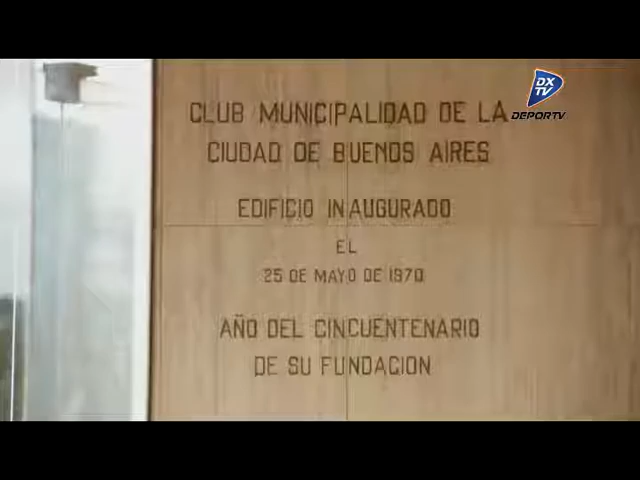 DX
TV
DEPORTV
CLUB MUNICIPALIDAD DE LA
CIUDAD DE BUENOS AIRES
EDIFICIO INAUGURADO
EL
25 DE MAYO DE 1970
AÑO DEL CINCUENTENARIO
DE SU FUNDACION